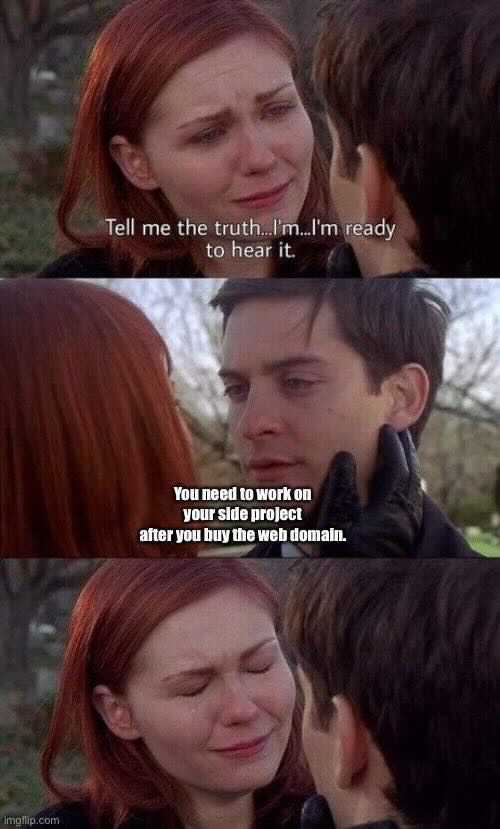 Tell me the truth...I'm...I'm ready
to hear it.
You need to work on
your side project
after you buy the web domain.
imgflip.com